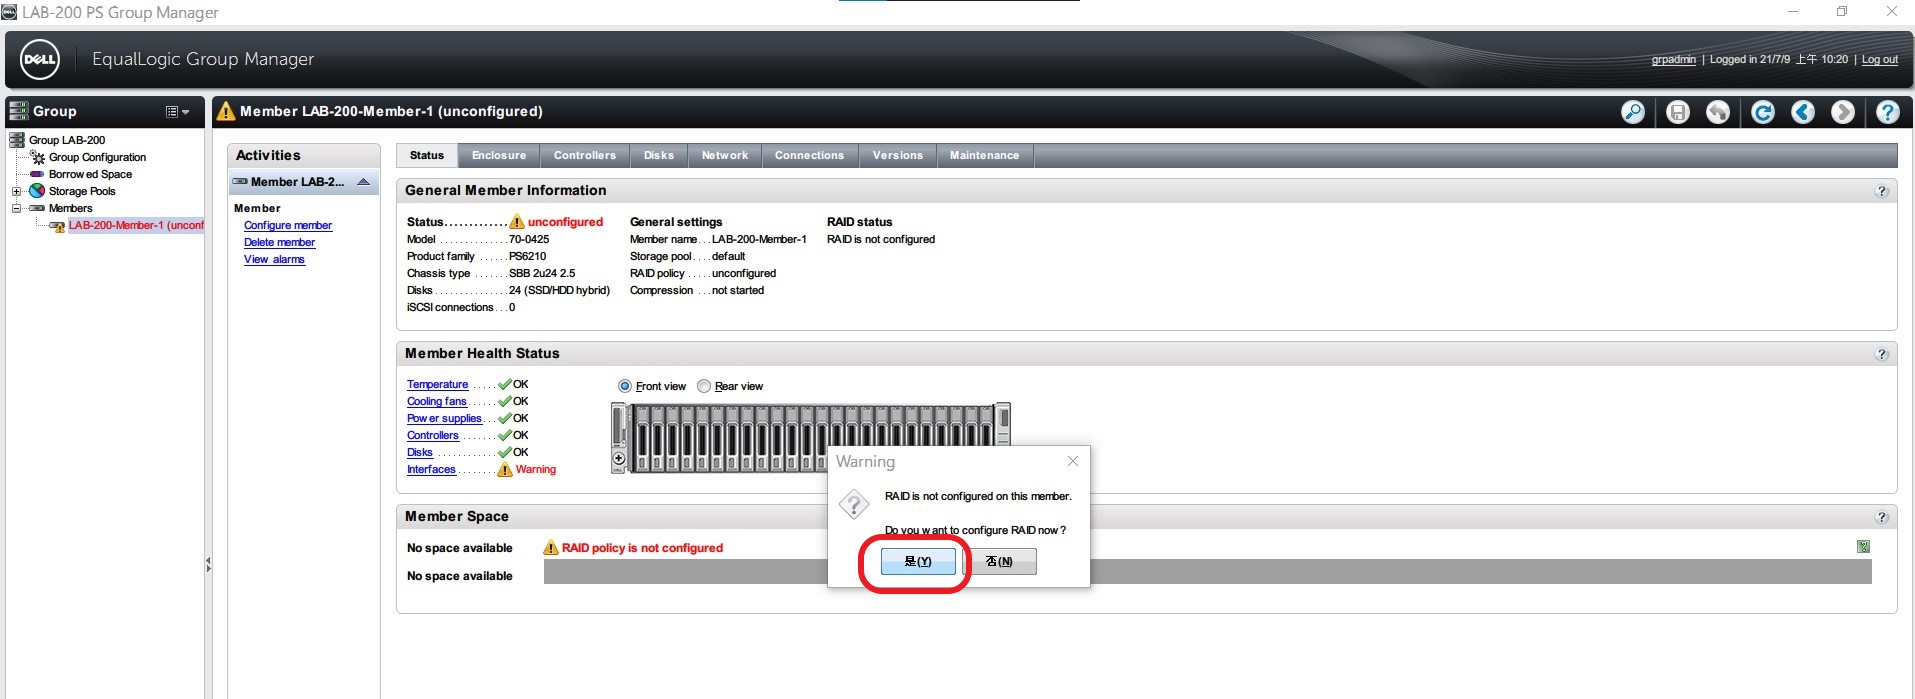 LAB-200 PS Group Manager
DELL
EqualLogic Group Manager
grpadmin | Logged in 21/7/9 上午 10:20 | Log out
Group
Member LAB-200-Member-1 (unconfigured)
Group LAB-200
Group Configuration
Borrowed Space
Storage Pools
Members
LAB-200-Member-1 (unconf
Activities
Member LAB-2...
Member
Configure member
Delete member
View alarms
Status Enclosure Controllers Disks Network Connections Versions Maintenance
General Member Information
Status............ unconfigured
Model ............ 70-0425
Product family ...... PS6210
Chassis type ....... SBB 2u24 2.5
Disks.............. 24 (SSD/HDD hybrid)
iSCSI connections... 0
General settings
Member name... LAB-200-Member-1
Storage pool.... default
RAID policy ..... unconfigured
Compression ... not started
RAID status
RAID is not configured
Member Health Status
Temperature ..... OK
Cooling fans...... OK
Power supplies... OK
Controllers ....... OK
Disks ............ OK
Interfaces........ Warning
Front view Rear view
Member Space
No space available RAID policy is not configured
No space available
Warning
RAID is not configured on this member.
Do you want to configure RAID now ?
是(Y) 否(N)